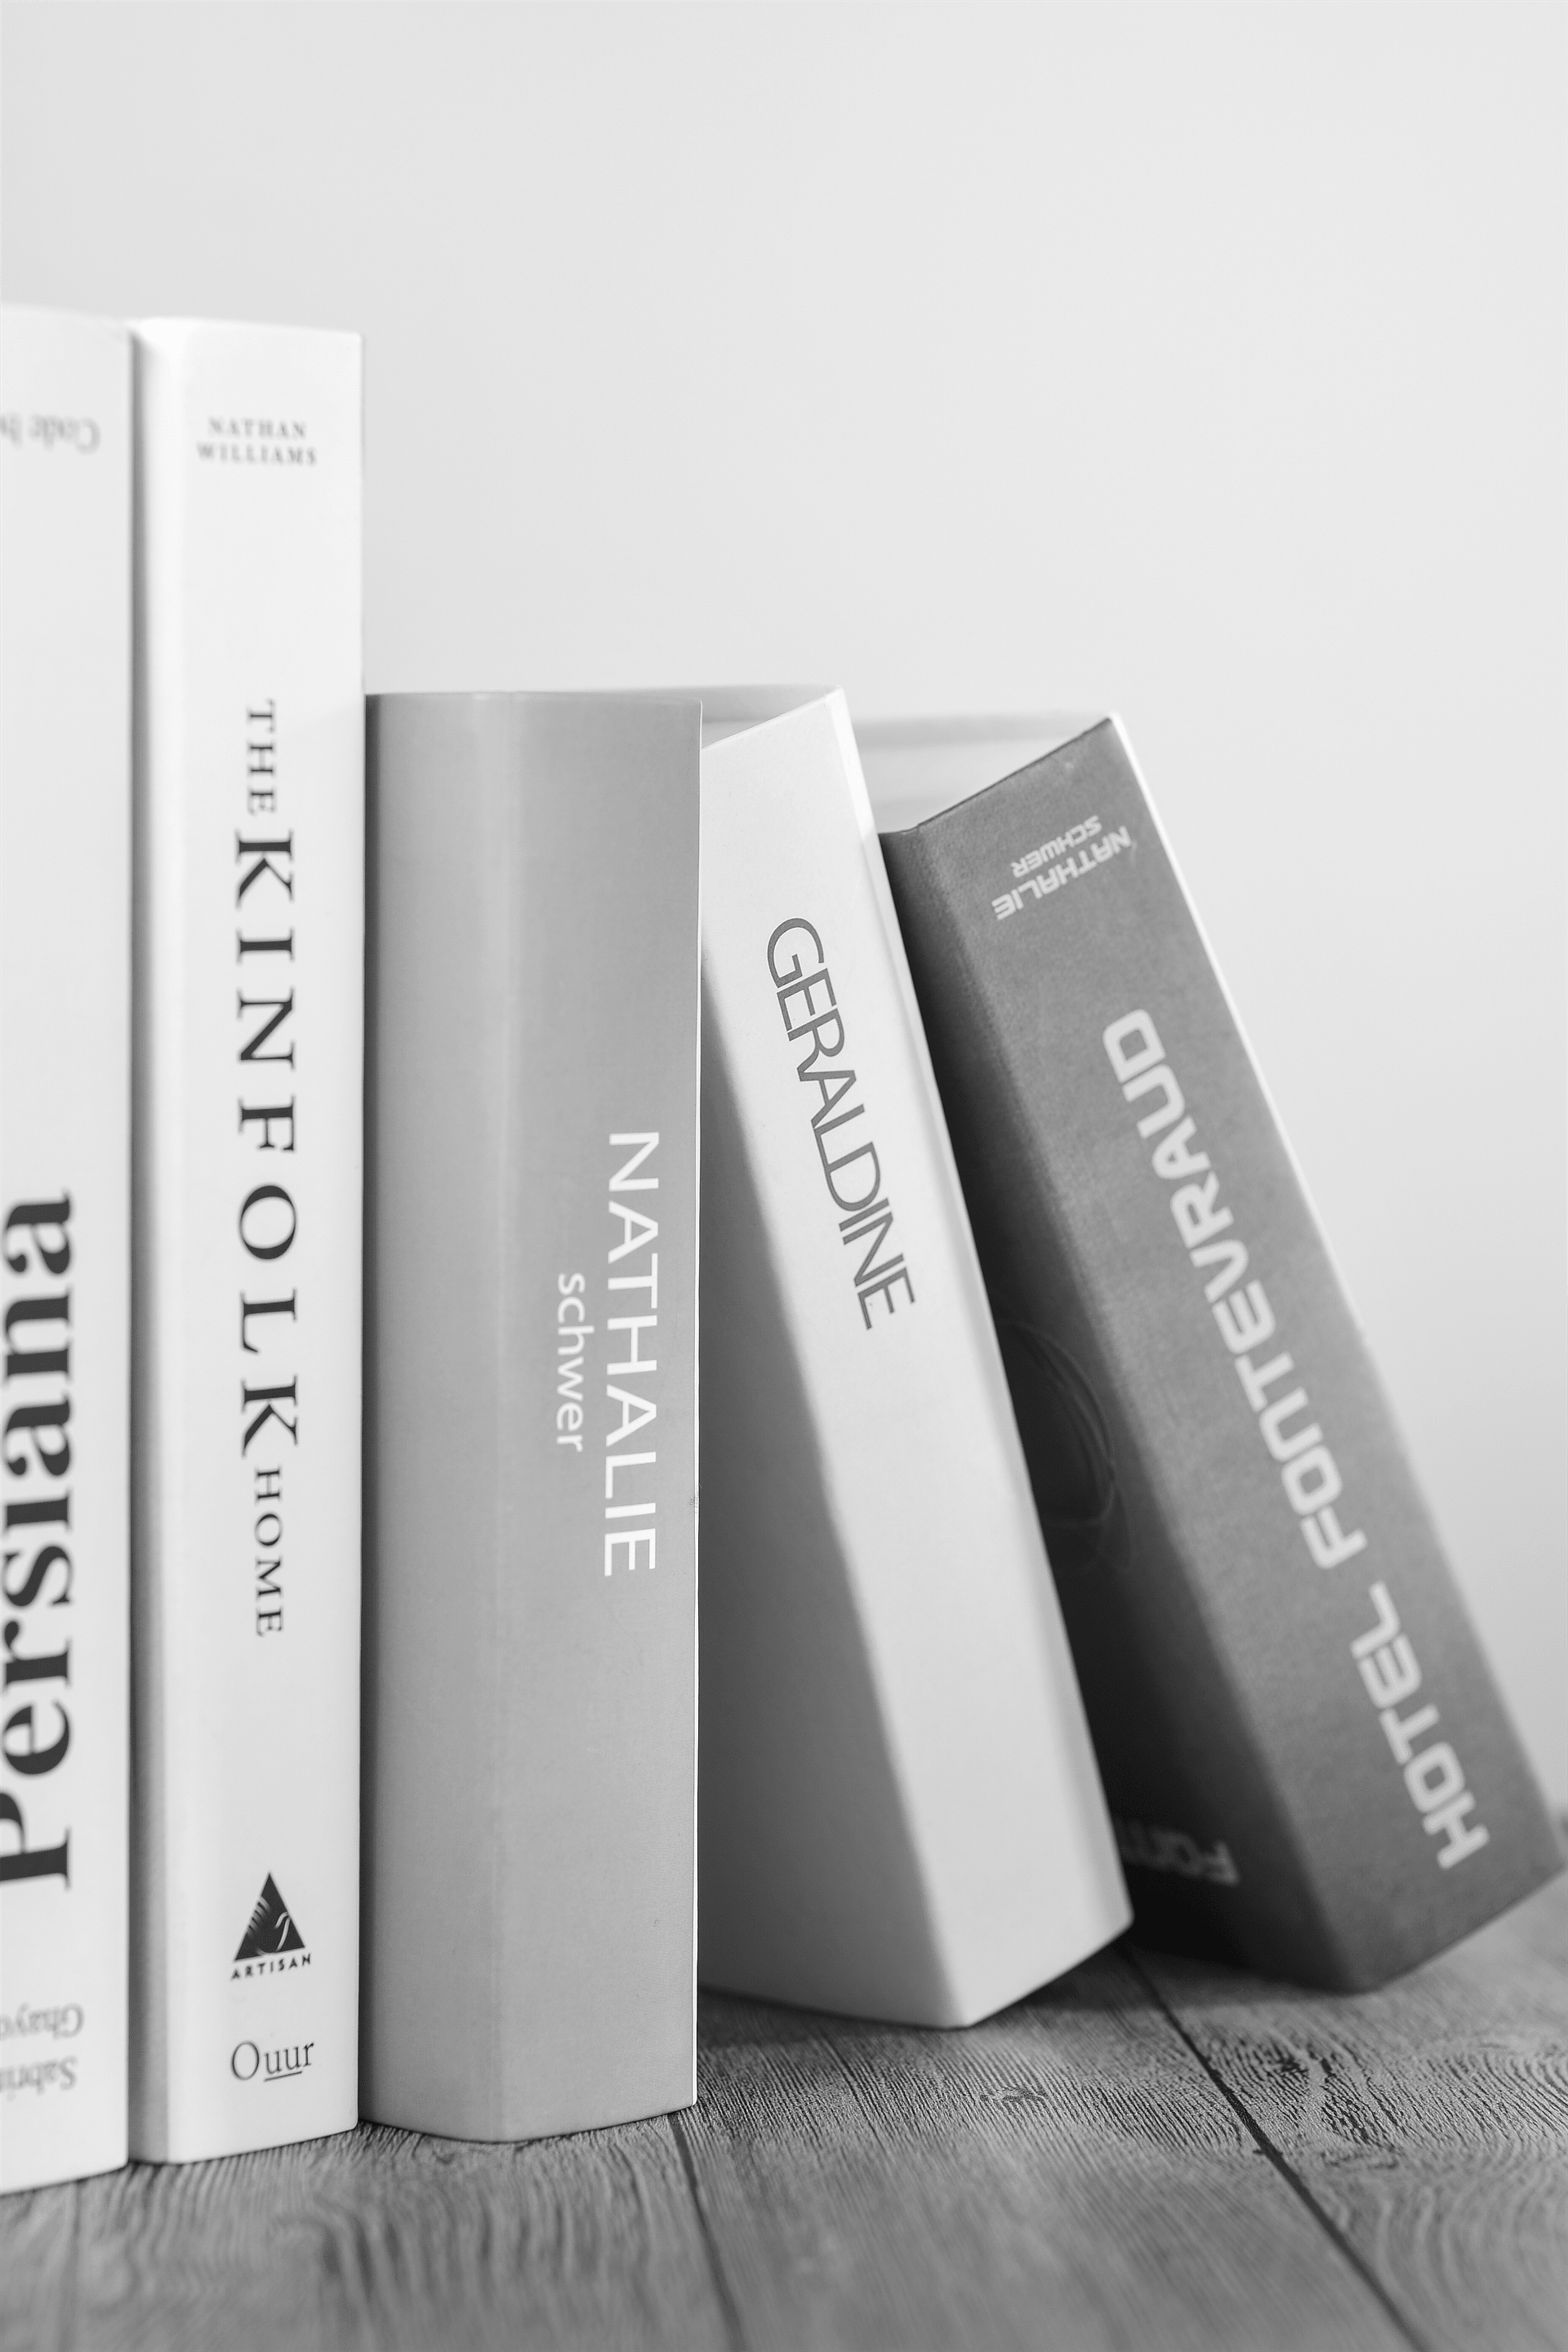 Persiana
NATHAN
WILLIAMS
THE KINFOLK HOME
ARTISAN
Ouur
NATHALIE
schwer
GERALDINE
NATHALIE
SCHWER
HOTEL FONTEVRAUD